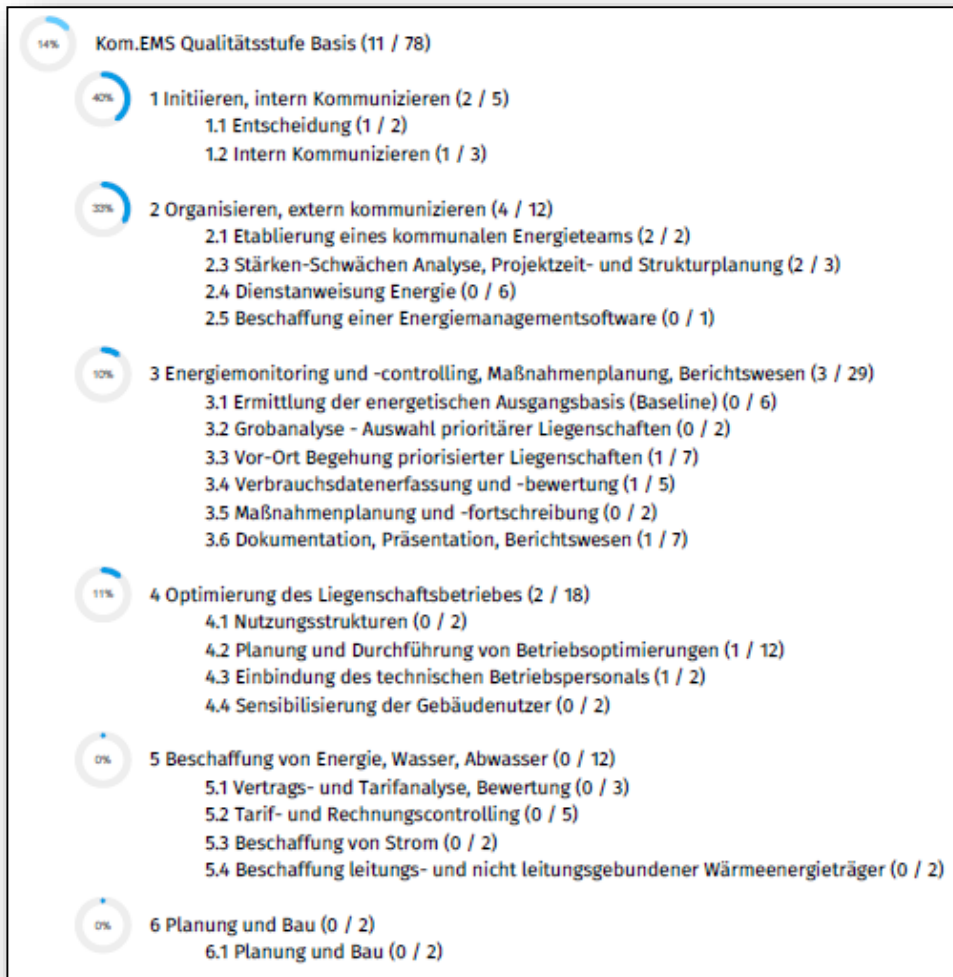 14% Kom.EMS Qualitätsstufe Basis (11 / 78)
40% 1 Initiieren, intern Kommunizieren (2 / 5)
1.1 Entscheidung (1 / 2)
1.2 Intern Kommunizieren (1 / 3)
33% 2 Organisieren, extern kommunizieren (4 / 12)
2.1 Etablierung eines kommunalen Energieteams (2 / 2)
2.3 Stärken-Schwächen Analyse, Projektzeit- und Strukturplanung (2 / 3)
2.4 Dienstanweisung Energie (0 / 6)
2.5 Beschaffung einer Energiemanagementsoftware (0 / 1)
10% 3 Energiemonitoring und -controlling, Maßnahmenplanung, Berichtswesen (3 / 29)
3.1 Ermittlung der energetischen Ausgangsbasis (Baseline) (0 / 6)
3.2 Grobanalyse - Auswahl prioritärer Liegenschaften (0 / 2)
3.3 Vor-Ort Begehung priorisierter Liegenschaften (1 / 7)
3.4 Verbrauchsdatenerfassung und -bewertung (1 / 5)
3.5 Maßnahmenplanung und -fortschreibung (0 / 2)
3.6 Dokumentation, Präsentation, Berichtswesen (1 / 7)
11% 4 Optimierung des Liegenschaftsbetriebes (2 / 18)
4.1 Nutzungsstrukturen (0 / 2)
4.2 Planung und Durchführung von Betriebsoptimierungen (1 / 12)
4.3 Einbindung des technischen Betriebspersonals (1 / 2)
4.4 Sensibilisierung der Gebäudenutzer (0 / 2)
0% 5 Beschaffung von Energie, Wasser, Abwasser (0 / 12)
5.1 Vertrags- und Tarifanalyse, Bewertung (0 / 3)
5.2 Tarif- und Rechnungscontrolling (0 / 5)
5.3 Beschaffung von Strom (0 / 2)
5.4 Beschaffung leitungs- und nicht leitungsgebundener Wärmeenergieträger (0 / 2)
0% 6 Planung und Bau (0 / 2)
6.1 Planung und Bau (0 / 2)